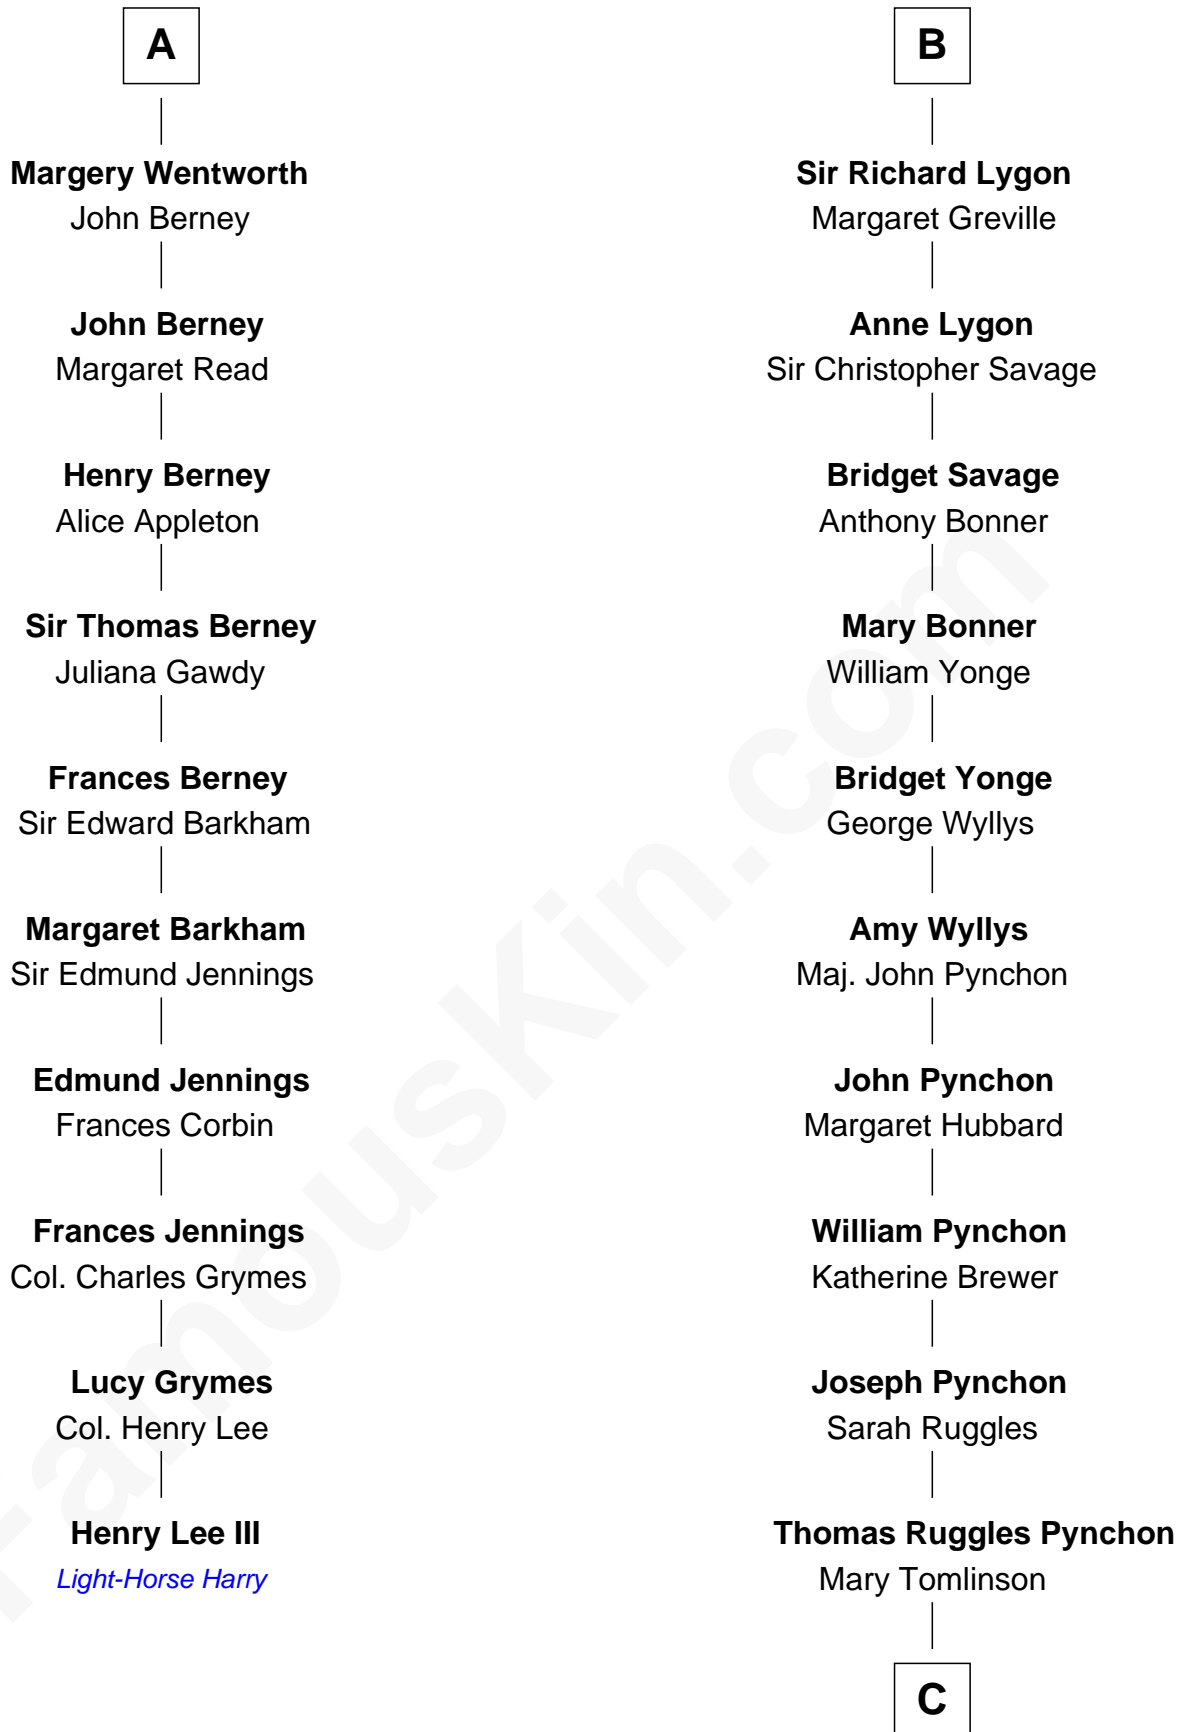 A
Margery Wentworth
John Berney
John Berney
Margaret Read
Henry Berney
Alice Appleton
Sir Thomas Berney
Juliana Gawdy
Frances Berney
Sir Edward Barkham
Margaret Barkham
Sir Edmund Jennings
Edmund Jennings
Frances Corbin
Frances Jennings
Col. Charles Grymes
Lucy Grymes
Col. Henry Lee
Henry Lee III
Light-Horse Harry
B
Sir Richard Lygon
Margaret Greville
Anne Lygon
Sir Christopher Savage
Bridget Savage
Anthony Bonner
Mary Bonner
William Yonge
Bridget Yonge
George Wyllys
Amy Wyllys
Maj. John Pynchon
John Pynchon
Margaret Hubbard
William Pynchon
Katherine Brewer
Joseph Pynchon
Sarah Ruggles
Thomas Ruggles Pynchon
Mary Tomlinson
C
FamousKin.com